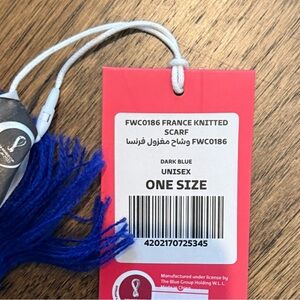 FWC0186 FRANCE KNITTED
SCARF
FWC0186 وشاح مغزول فرنسا
DARK BLUE
UNISEX
ONE SIZE
4202170725345
Manufactured under license by
The Blue Group Holding W.L.L.